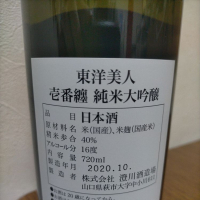 東洋美人
壱番纏 純米大吟醸
品目 日本酒
原材料名 米(国産)、米麹(国産米)
精米歩合 40%
アルコール分 16度
内容量 720ml
製造年月 2020.10.
製造者 株式会社 澄川酒造場
山口県萩市大字中小川